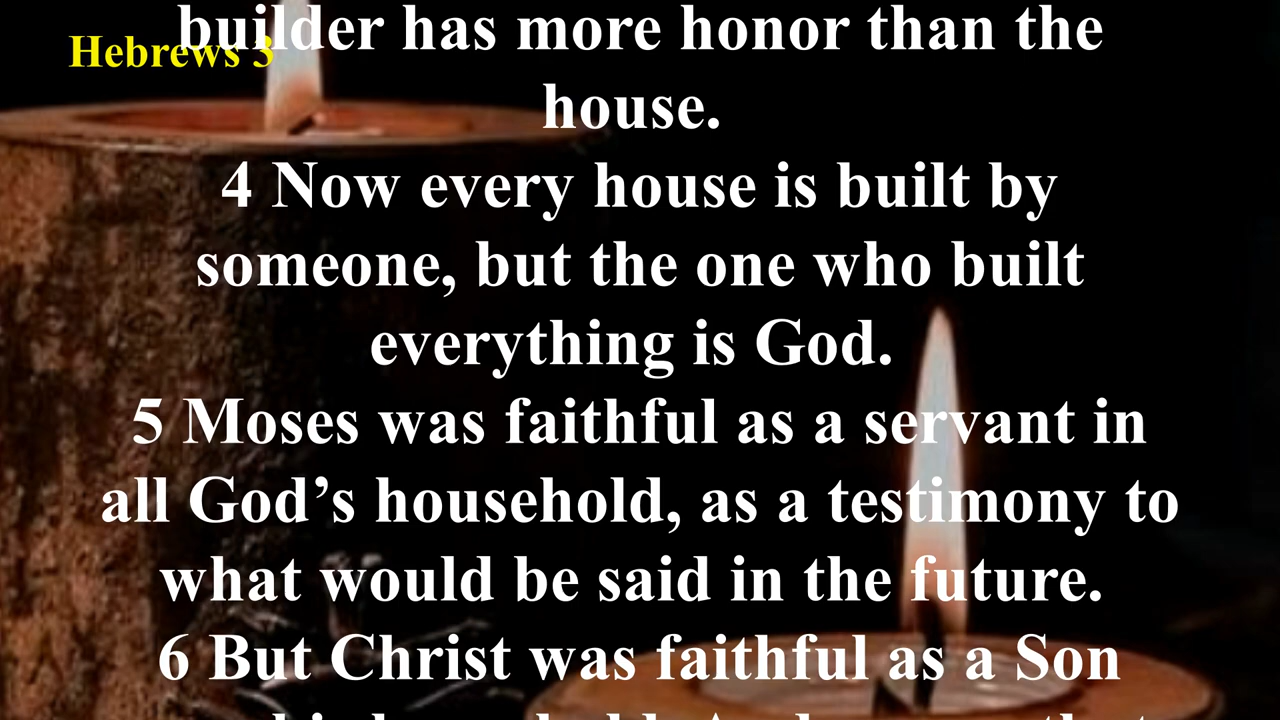 Hebrews 3
builder has more honor than the
house.
4 Now every house is built by
someone, but the one who built
everything is God.
5 Moses was faithful as a servant in
all God’s household, as a testimony to
what would be said in the future.
6 But Christ was faithful as a Son